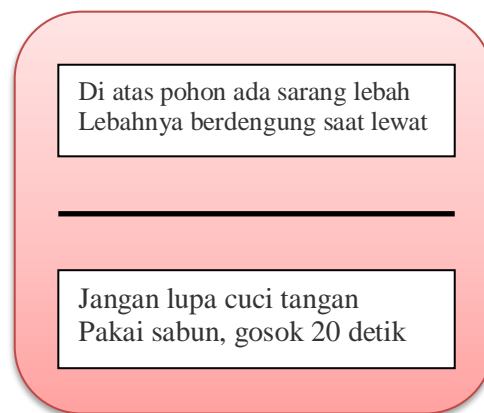 Di atas pohon ada sarang lebah
Lebahnya berdengung saat lewat
Jangan lupa cuci tangan
Pakai sabun, gosok 20 detik